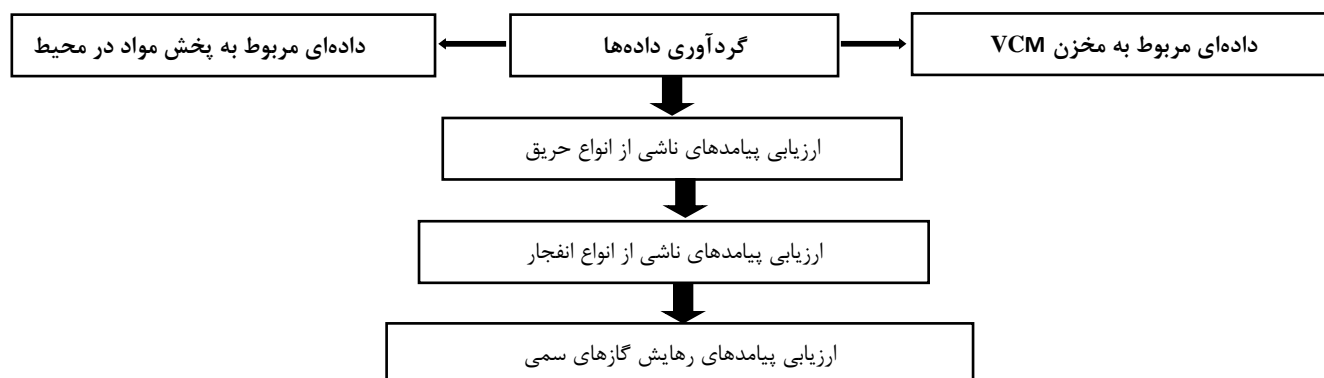 داده‌ای مربوط به مخزن VCM
گردآوری داده‌ها
داده‌ای مربوط به پخش مواد در محیط
ارزیابی پیامدهای ناشی از انواع حریق
ارزیابی پیامدهای ناشی از انواع انفجار
ارزیابی پیامدهای رهایش گازهای سمی